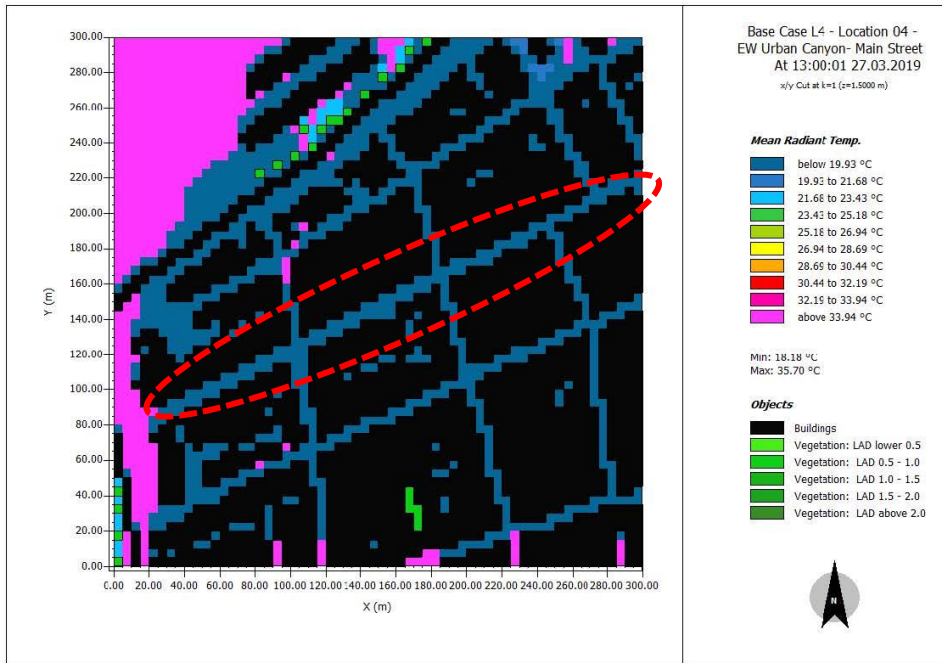 Base Case L4 - Location 04 -
EW Urban Canyon- Main Street
At 13:00:01 27.03.2019
x/y Cut at k=1 (z=1.5000 m)
300.00
280.00
260.00
240.00
220.00
200.00
180.00
160.00
140.00
120.00
100.00
80.00
60.00
40.00
20.00
0.00
Y (m)
0.00 20.00 40.00 60.00 80.00 100.00 120.00 140.00 160.00 180.00 200.00 220.00 240.00 260.00 280.00 300.00
X (m)
Mean Radiant Temp.
below 19.93 °C
19.93 to 21.68 °C
21.68 to 23.43 °C
23.43 to 25.18 °C
25.18 to 26.94 °C
26.94 to 28.69 °C
28.69 to 30.44 °C
30.44 to 32.19 °C
32.19 to 33.94 °C
above 33.94 °C
Min: 18.18 °C
Max: 35.70 °C
Objects
Buildings
Vegetation: LAD lower 0.5
Vegetation: LAD 0.5 - 1.0
Vegetation: LAD 1.0 - 1.5
Vegetation: LAD 1.5 - 2.0
Vegetation: LAD above 2.0
N